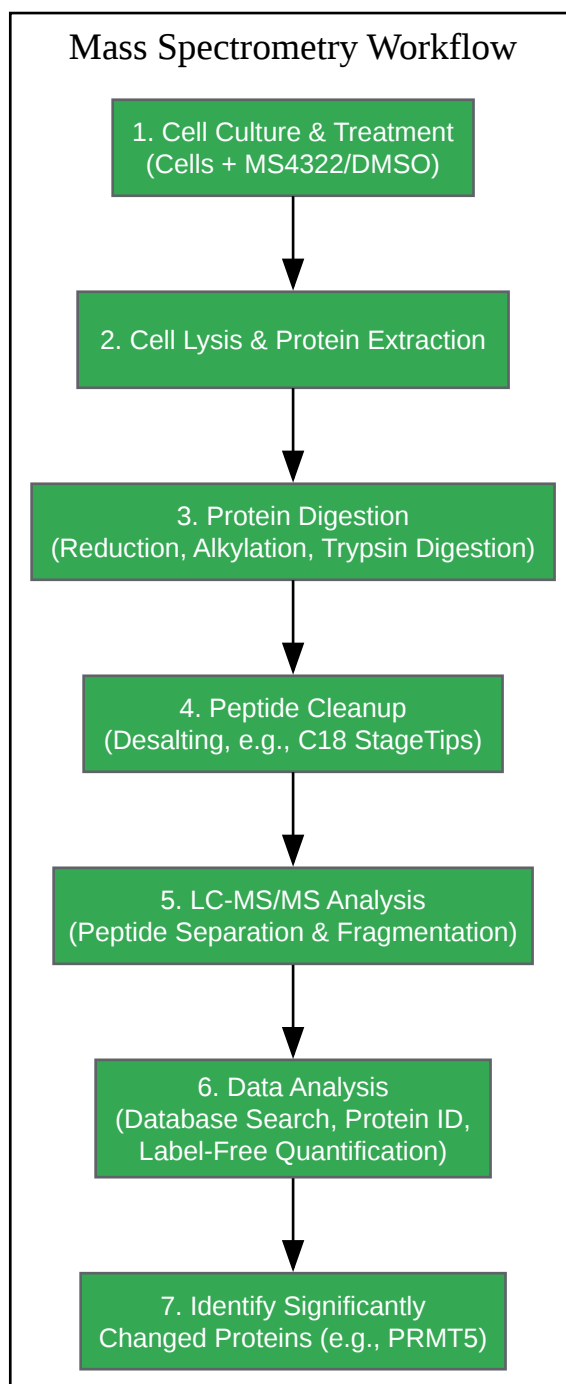 Mass Spectrometry Workflow
1. Cell Culture & Treatment
(Cells + MS4322/DMSO)
2. Cell Lysis & Protein Extraction
3. Protein Digestion
(Reduction, Alkylation, Trypsin Digestion)
4. Peptide Cleanup
(Desalting, e.g., C18 StageTips)
5. LC-MS/MS Analysis
(Peptide Separation & Fragmentation)
6. Data Analysis
(Database Search, Protein ID,
Label-Free Quantification)
7. Identify Significantly
Changed Proteins (e.g., PRMT5)